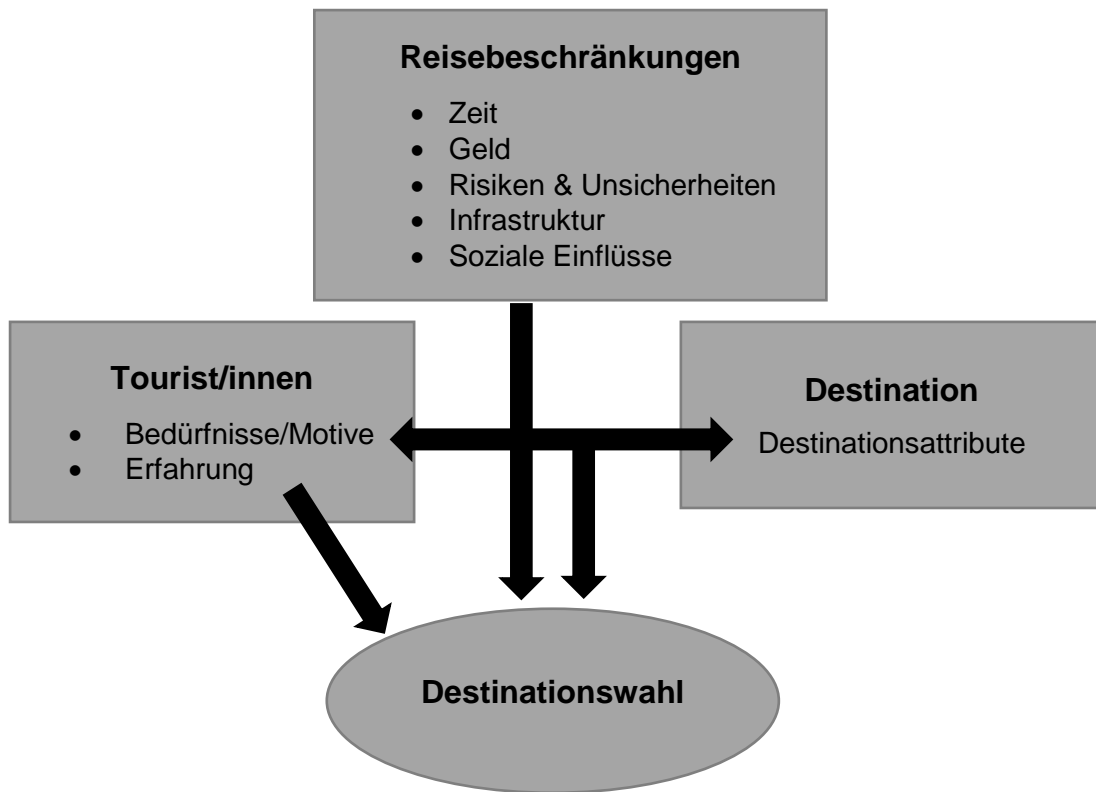 Reisebeschränkungen
• Zeit
• Geld
• Risiken & Unsicherheiten
• Infrastruktur
• Soziale Einflüsse
Tourist/innen
• Bedürfnisse/Motive
• Erfahrung
Destination
Destinationsattribute
Destinationswahl